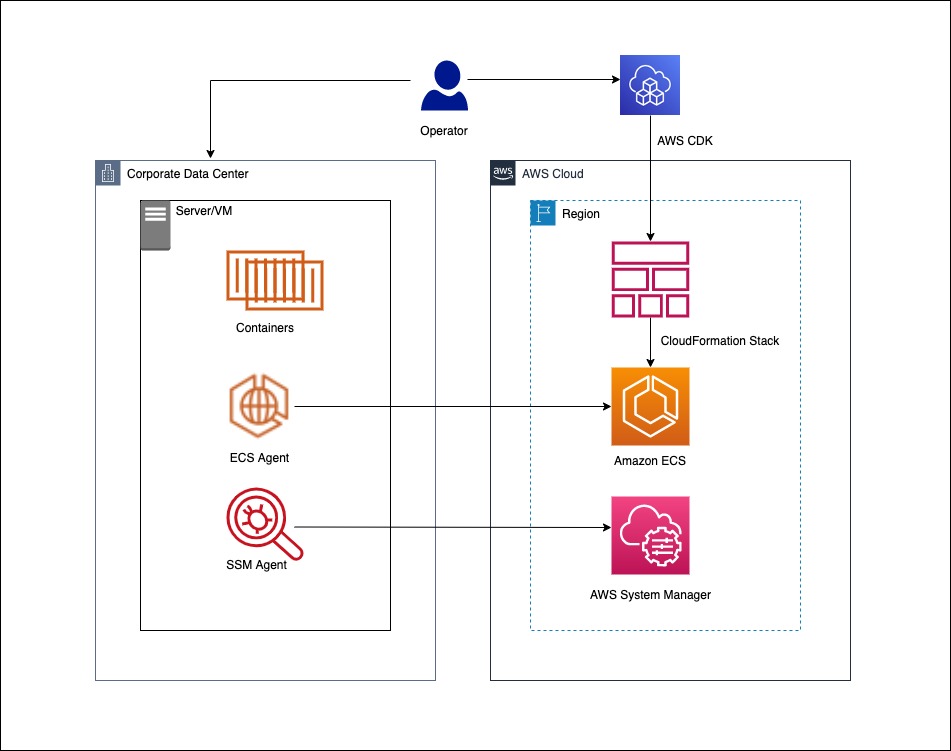 Operator
AWS CDK
Corporate Data Center
aws
AWS Cloud
Server/VM
Region
Containers
CloudFormation Stack
ECS Agent
Amazon ECS
SSM Agent
AWS System Manager